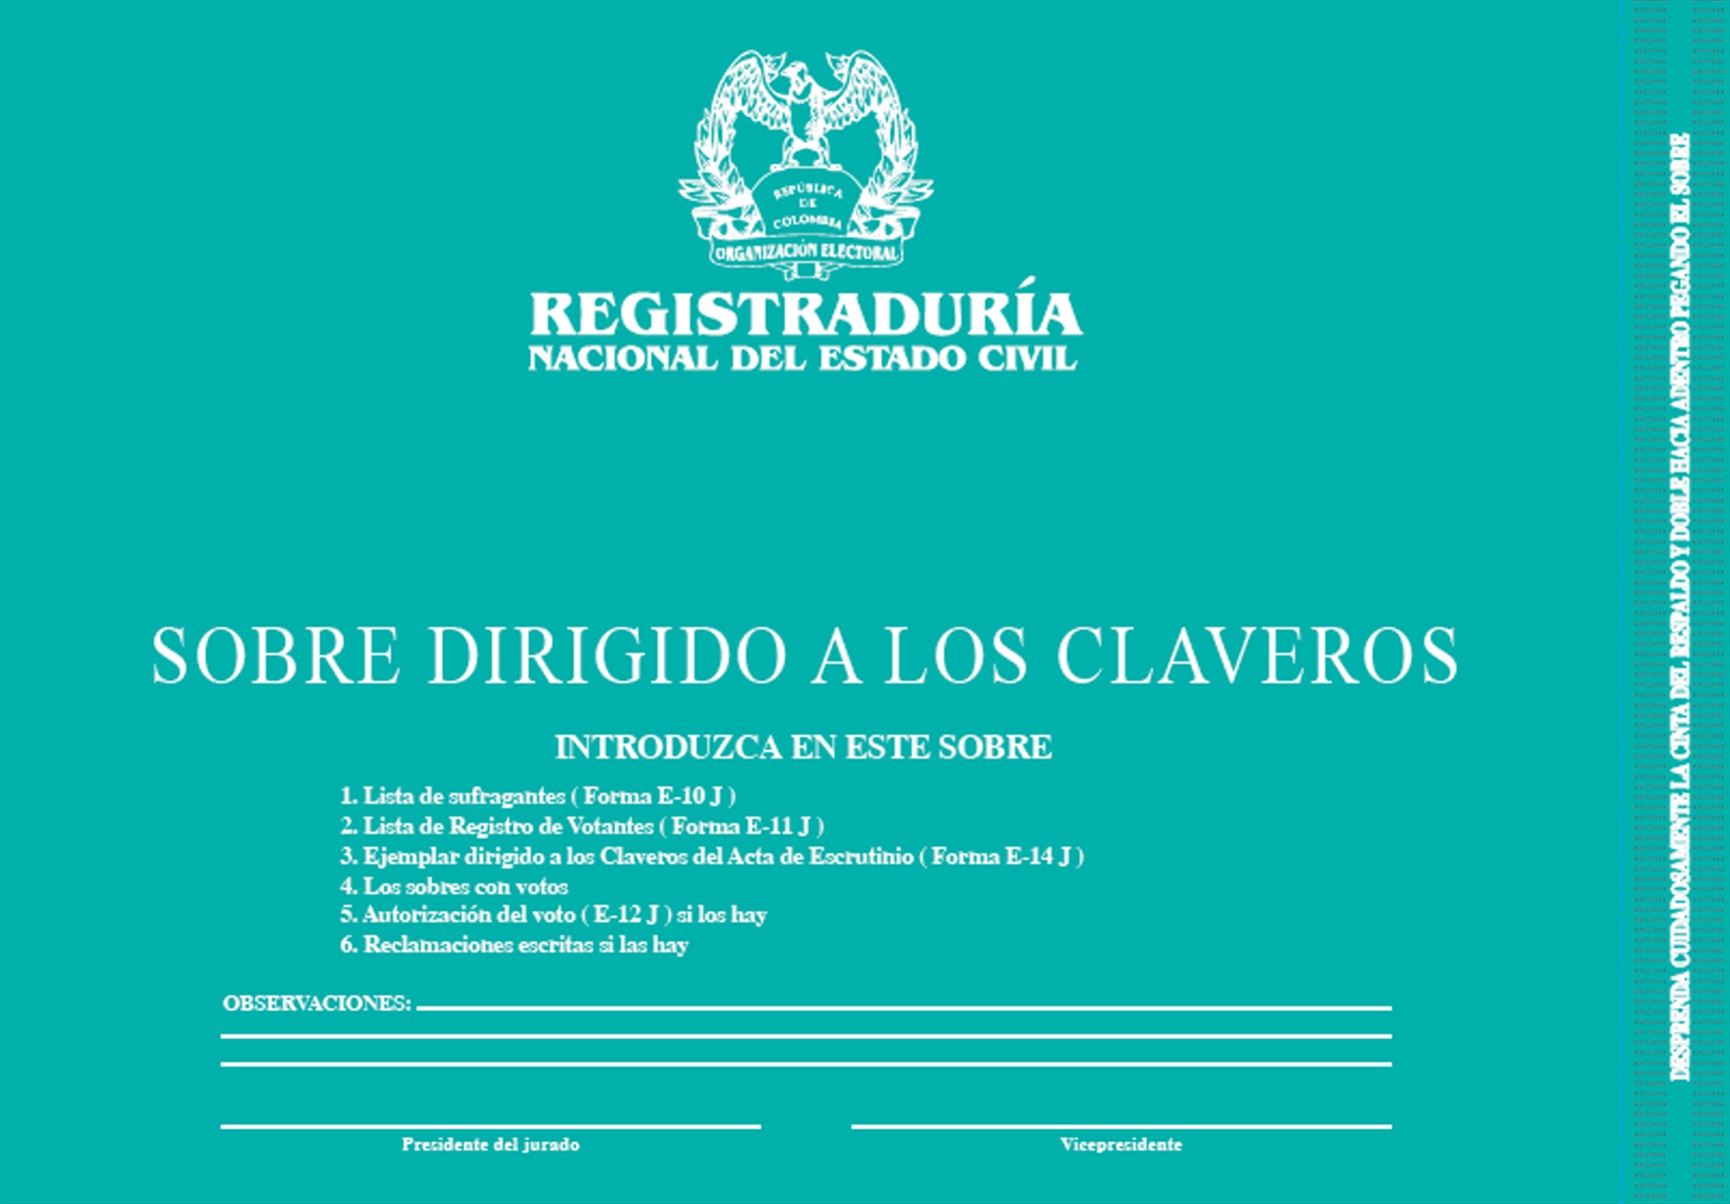 REPÚBLICA
DE
COLOMBIA
ORGANIZACIÓN ELECTORAL
REGISTRADURÍA
NACIONAL DEL ESTADO CIVIL
SOBRE DIRIGIDO A LOS CLAVEROS
INTRODUZCA EN ESTE SOBRE
1. Lista de sufragantes ( Forma E-10 J )
2. Lista de Registro de Votantes ( Forma E-11 J )
3. Ejemplar dirigido a los Claveros del Acta de Escrutinio ( Forma E-14 J )
4. Los sobres con votos
5. Autorización del voto ( E-12 J ) si los hay
6. Reclamaciones escritas si las hay
OBSERVACIONES:
Presidente del jurado
Vicepresidente
DESPRENDA CUIDADOSAMENTE LA CINTA DEL RESPALDO Y DOBLE HACIA ADENTRO PEGANDO EL SOBRE